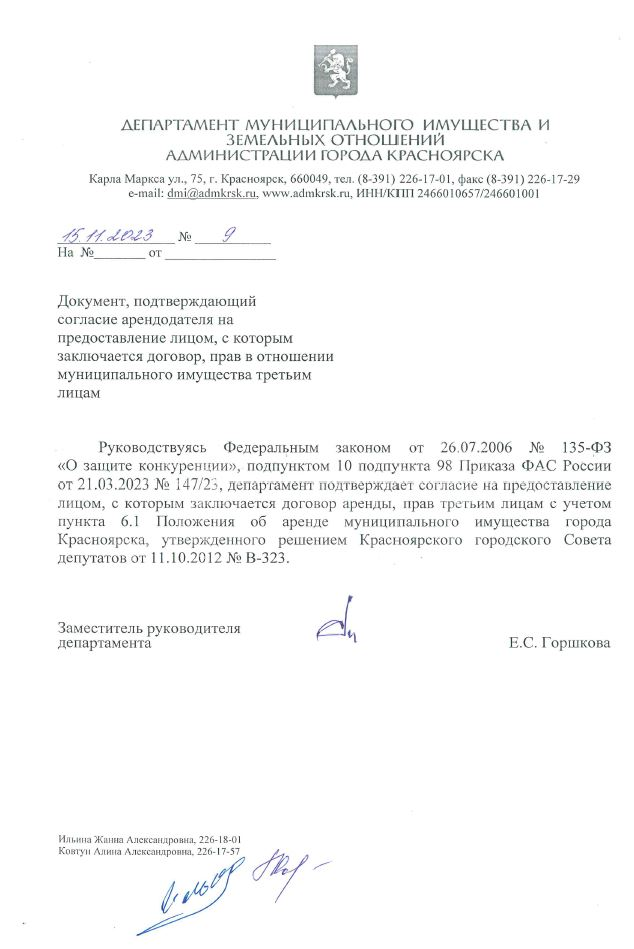 ДЕПАРТАМЕНТ МУНИЦИПАЛЬНОГО ИМУЩЕСТВА И
ЗЕМЕЛЬНЫХ ОТНОШЕНИЙ
АДМИНИСТРАЦИИ ГОРОДА КРАСНОЯРСКА
Карла Маркса ул., 75, г. Красноярск, 660049, тел. (8-391) 226-17-01, факс (8-391) 226-17-29
e-mail: dmi@admkrsk.ru, www.admkrsk.ru, ИНН/КПП 2466010657/246601001
15.11.2023 № 9
На №_______ от _______________
Документ, подтверждающий
согласие арендодателя на
предоставление лицом, с которым
заключается договор, прав в отношении
муниципального имущества третьим
лицам
Руководствуясь Федеральным законом от 26.07.2006 № 135-ФЗ
«О защите конкуренции», подпунктом 10 подпункта 98 Приказа ФАС России
от 21.03.2023 № 147/23, департамент подтверждает согласие на предоставление
лицом, с которым заключается договор аренды, прав третьим лицам с учетом
пункта 6.1 Положения об аренде муниципального имущества города
Красноярска, утвержденного решением Красноярского городского Совета
депутатов от 11.10.2012 № В-323.
Заместитель руководителя
департамента Е.С. Горшкова
Ильина Жанна Александровна, 226-18-01
Ковтун Алина Александровна, 226-17-57